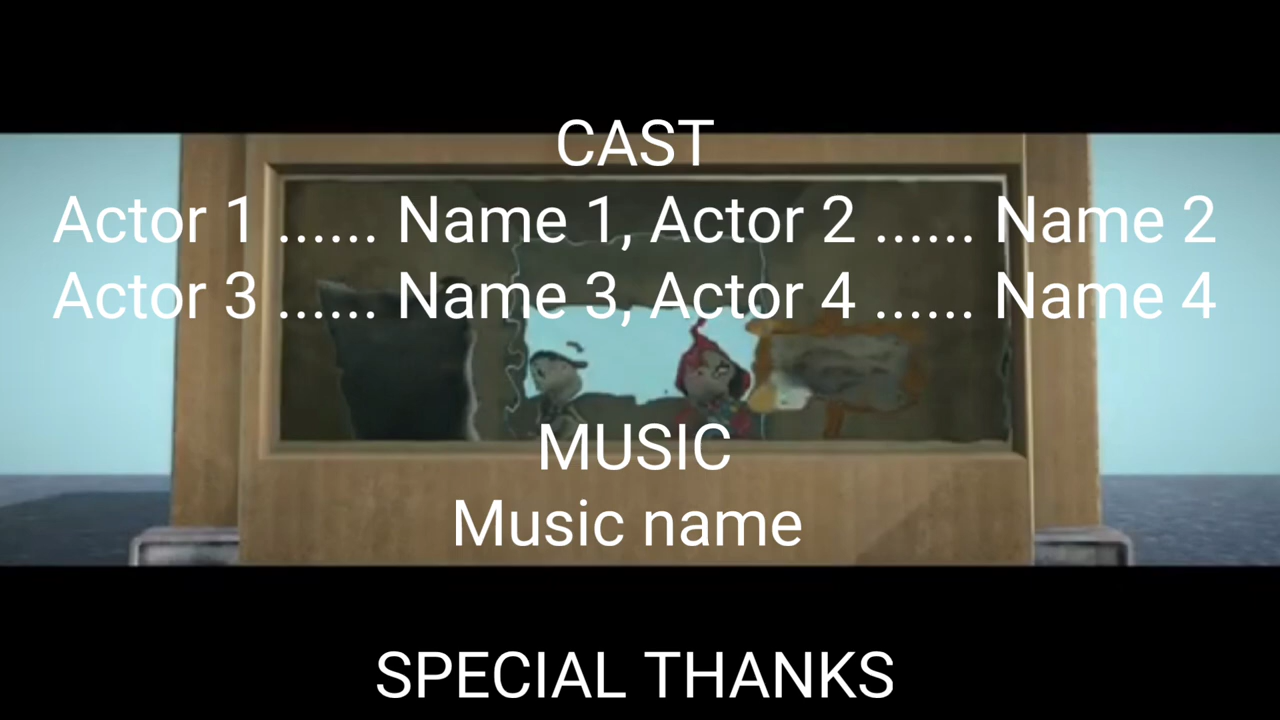 CAST
Actor 1 ...... Name 1, Actor 2 ...... Name 2
Actor 3 ...... Name 3, Actor 4 ...... Name 4
MUSIC
Music name
SPECIAL THANKS